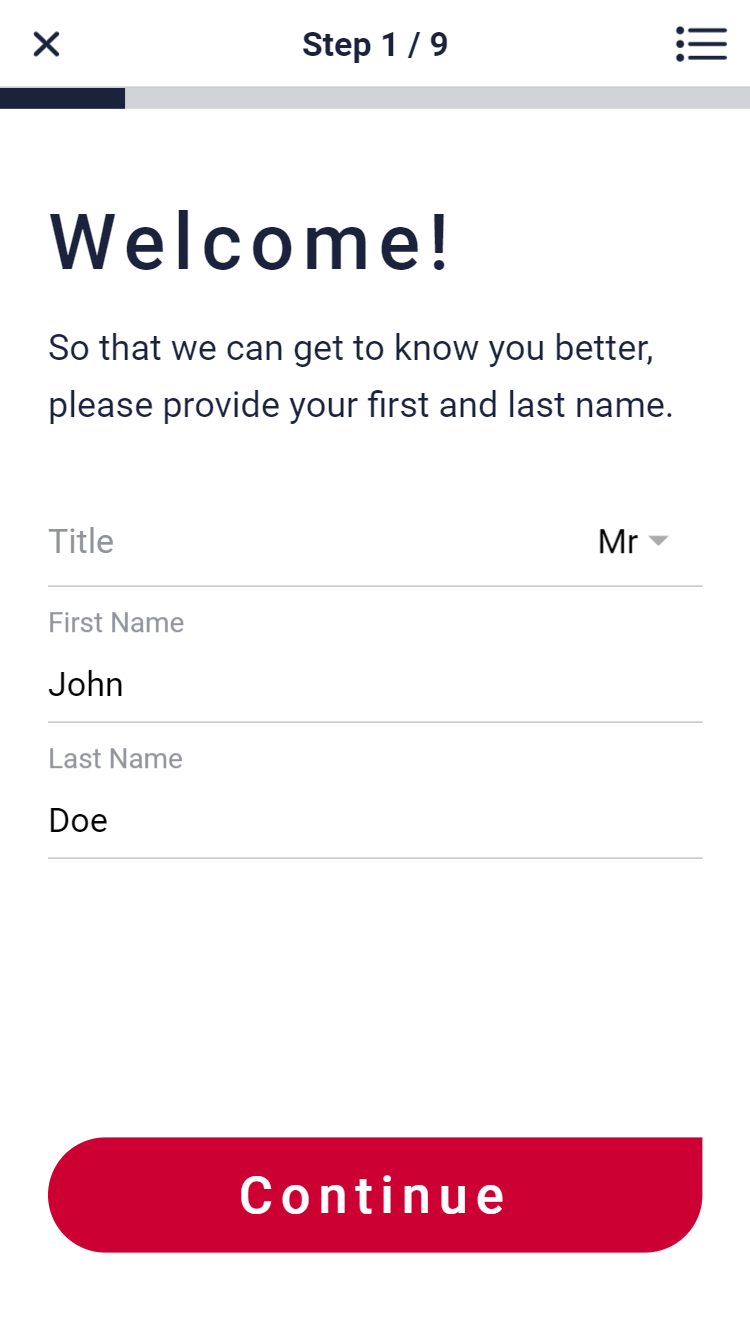 Step 1 / 9
Welcome!
So that we can get to know you better,
please provide your first and last name.
Title Mr
First Name
John
Last Name
Doe
Continue